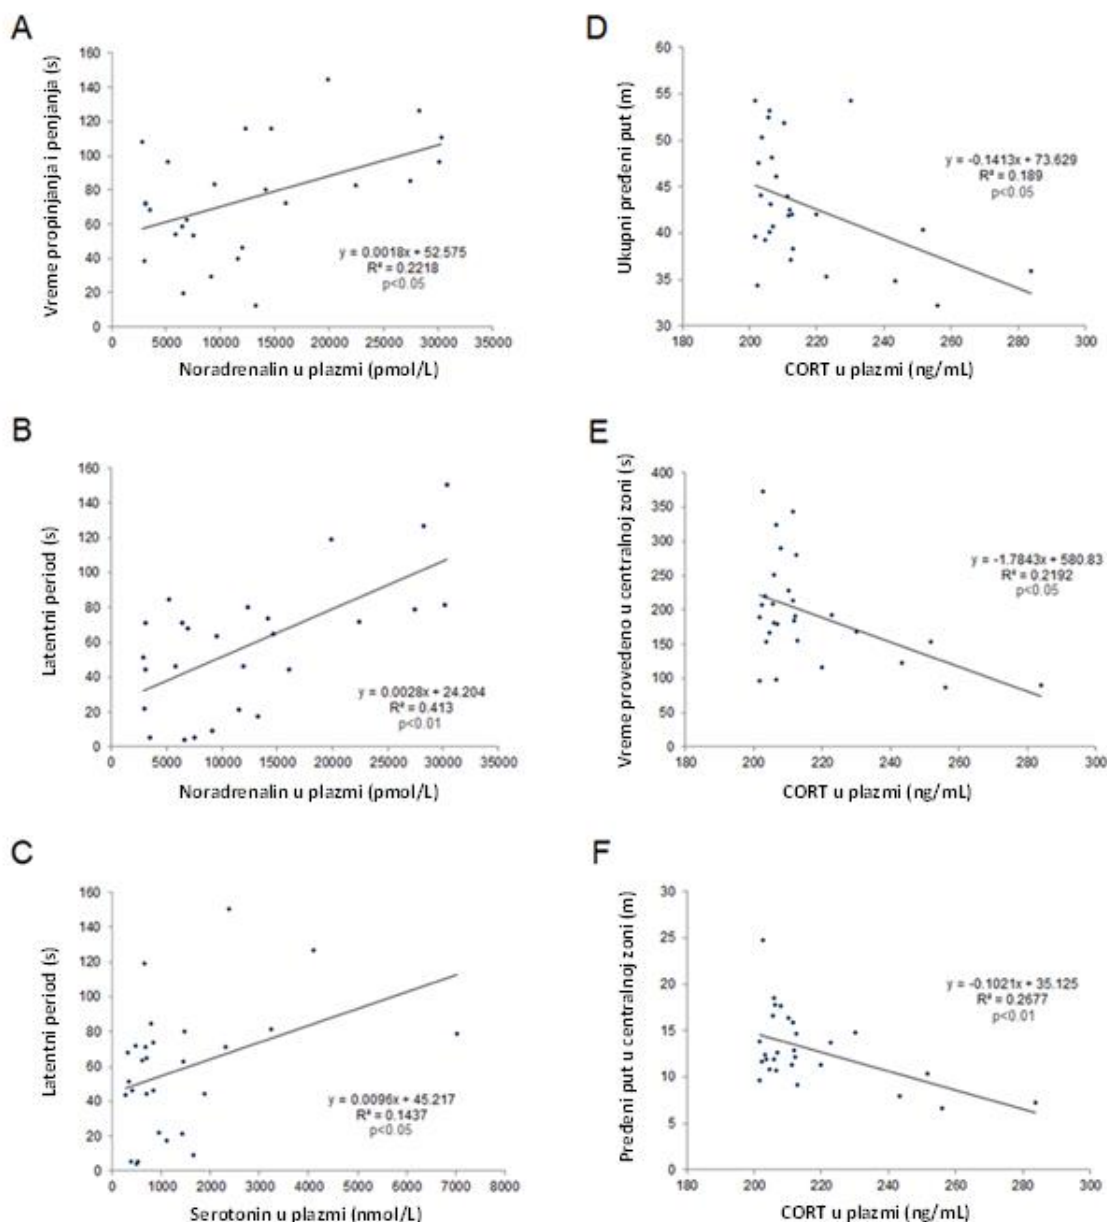 A
Vreme propinjanja i penjanja (s)
160
140
120
100
80
60
40
20
0
y = 0.0018x + 52.575
R² = 0.2218
p<0.05
0 5000 10000 15000 20000 25000 30000 35000
Noradrenalin u plazmi (pmol/L)
B
Latentni period (s)
160
140
120
100
80
60
40
20
0
y = 0.0028x + 24.204
R² = 0.413
p<0.01
0 5000 10000 15000 20000 25000 30000 35000
Noradrenalin u plazmi (pmol/L)
C
Latentni period (s)
160
140
120
100
80
60
40
20
0
y = 0.0096x + 45.217
R² = 0.1437
p<0.05
0 1000 2000 3000 4000 5000 6000 7000 8000
Serotonin u plazmi (nmol/L)
D
Ukupni pređeni put (m)
60
55
50
45
40
35
30
y = -0.1413x + 73.629
R² = 0.189
p<0.05
180 200 220 240 260 280 300
CORT u plazmi (ng/mL)
E
Vreme provedeno u centralnoj zoni (s)
400
350
300
250
200
150
100
50
0
y = -1.7843x + 580.83
R² = 0.2192
p<0.05
180 200 220 240 260 280 300
CORT u plazmi (ng/mL)
F
Pređeni put u centralnoj zoni (m)
30
25
20
15
10
5
0
y = -0.1021x + 35.125
R² = 0.2677
p<0.01
180 200 220 240 260 280 300
CORT u plazmi (ng/mL)